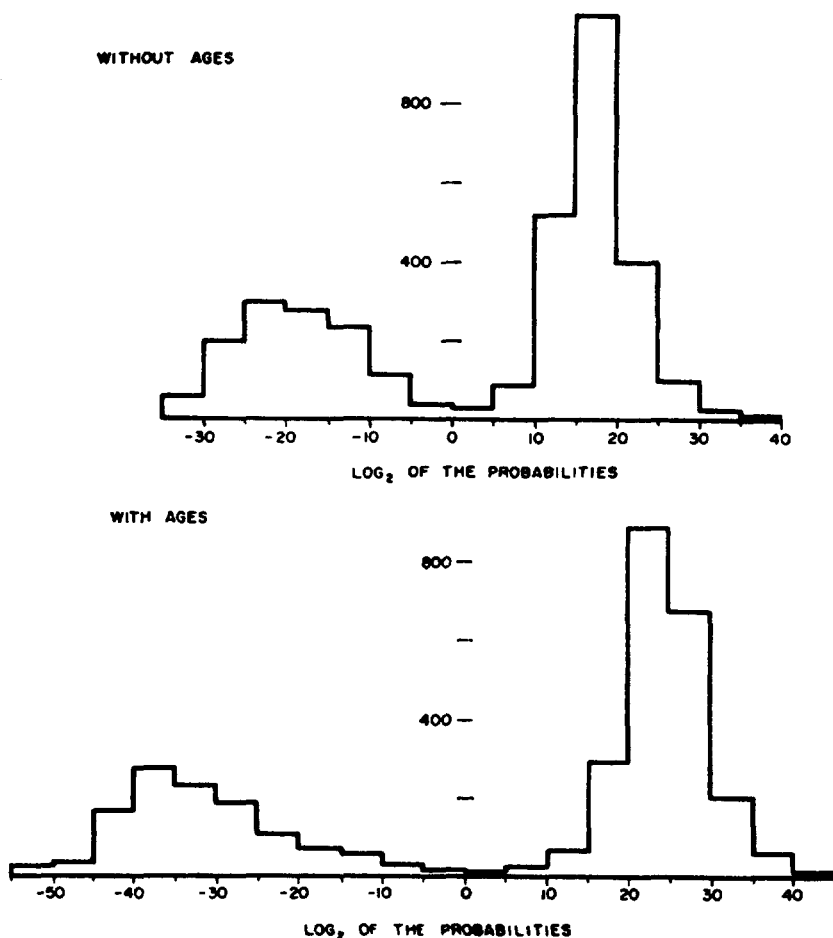 WITHOUT AGES
800
400
-30 -20 -10 0 10 20 30 40
LOG₂ OF THE PROBABILITIES
WITH AGES
800
400
-50 -40 -30 -20 -10 0 10 20 30 40
LOG₂ OF THE PROBABILITIES